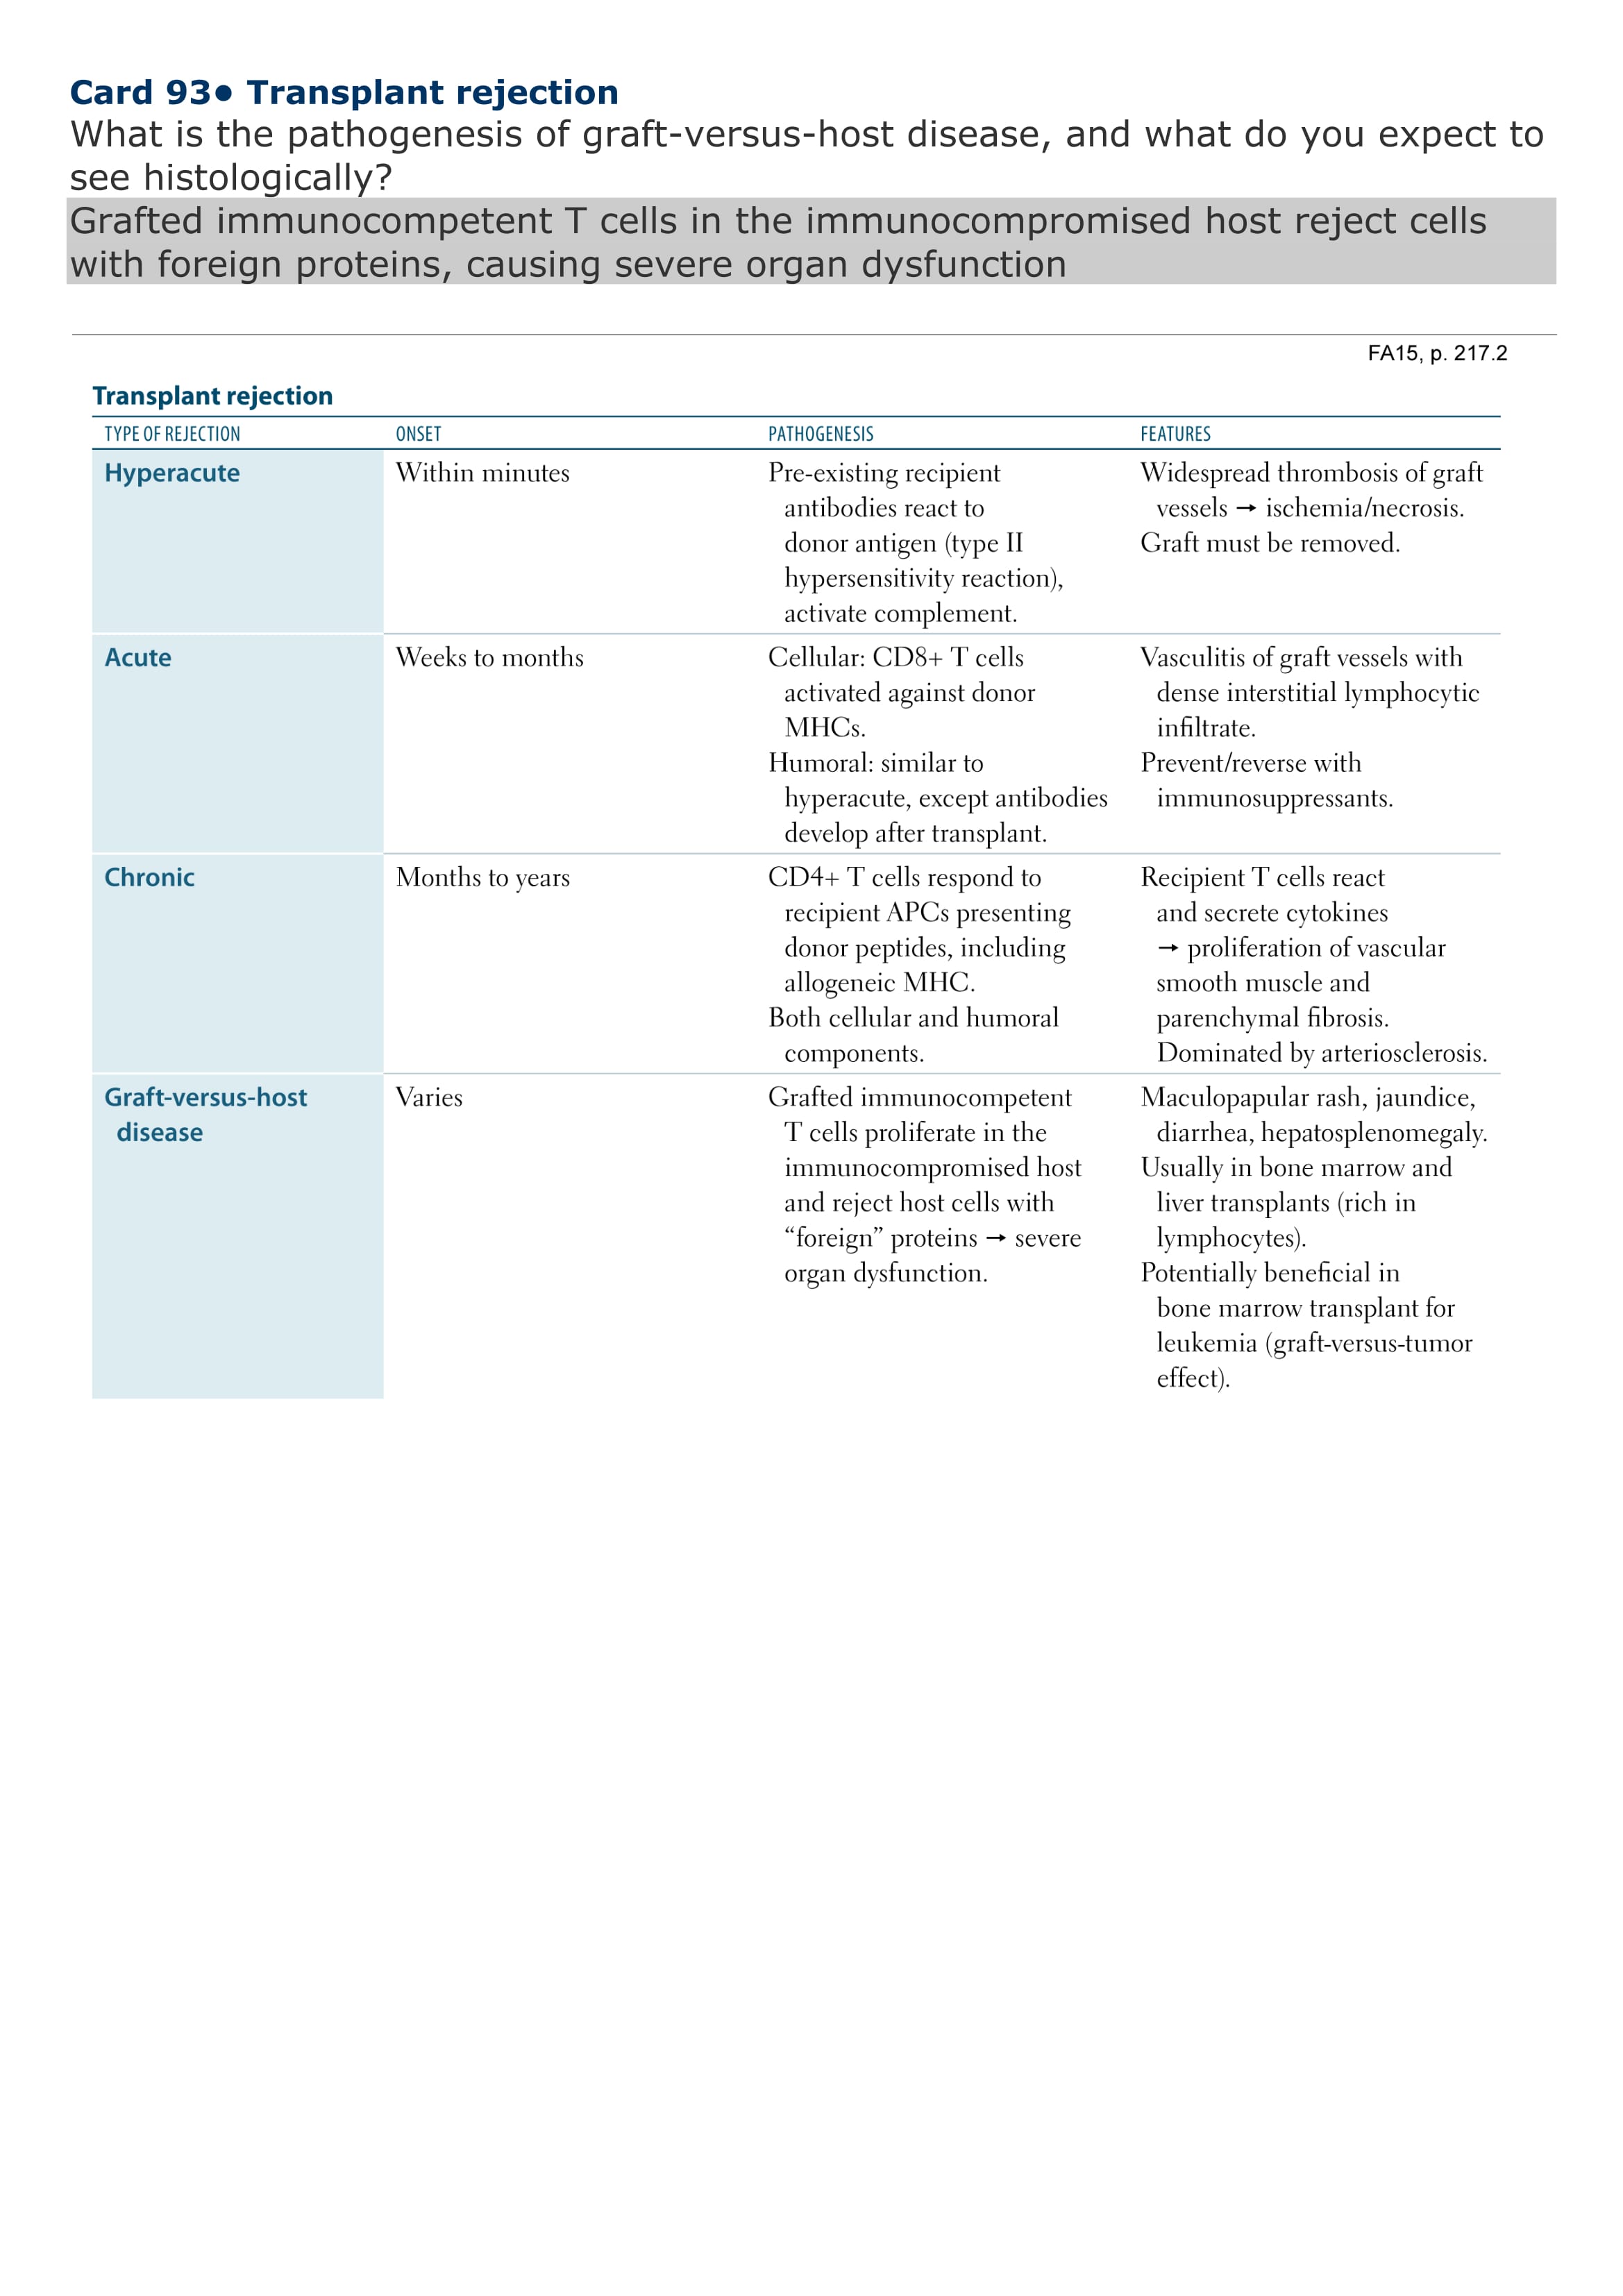 Card 93● Transplant rejection
What is the pathogenesis of graft-versus-host disease, and what do you expect to
see histologically?
Grafted immunocompetent T cells in the immunocompromised host reject cells
with foreign proteins, causing severe organ dysfunction
FA15, p. 217.2
Transplant rejection
TYPE OF REJECTION ONSET PATHOGENESIS FEATURES
Hyperacute
Within minutes
Pre-existing recipient
antibodies react to
donor antigen (type II
hypersensitivity reaction),
activate complement.
Widespread thrombosis of graft
vessels → ischemia/necrosis.
Graft must be removed.
Acute
Weeks to months
Cellular: CD8+ T cells
activated against donor
MHCs.
Humoral: similar to
hyperacute, except antibodies
develop after transplant.
Vasculitis of graft vessels with
dense interstitial lymphocytic
infiltrate.
Prevent/reverse with
immunosuppressants.
Chronic
Months to years
CD4+ T cells respond to
recipient APCs presenting
donor peptides, including
allogeneic MHC.
Both cellular and humoral
components.
Recipient T cells react
and secrete cytokines
→ proliferation of vascular
smooth muscle and
parenchymal fibrosis.
Dominated by arteriosclerosis.
Graft-versus-host
disease
Varies
Grafted immunocompetent
T cells proliferate in the
immunocompromised host
and reject host cells with
“foreign” proteins → severe
organ dysfunction.
Maculopapular rash, jaundice,
diarrhea, hepatosplenomegaly.
Usually in bone marrow and
liver transplants (rich in
lymphocytes).
Potentially beneficial in
bone marrow transplant for
leukemia (graft-versus-tumor
effect).